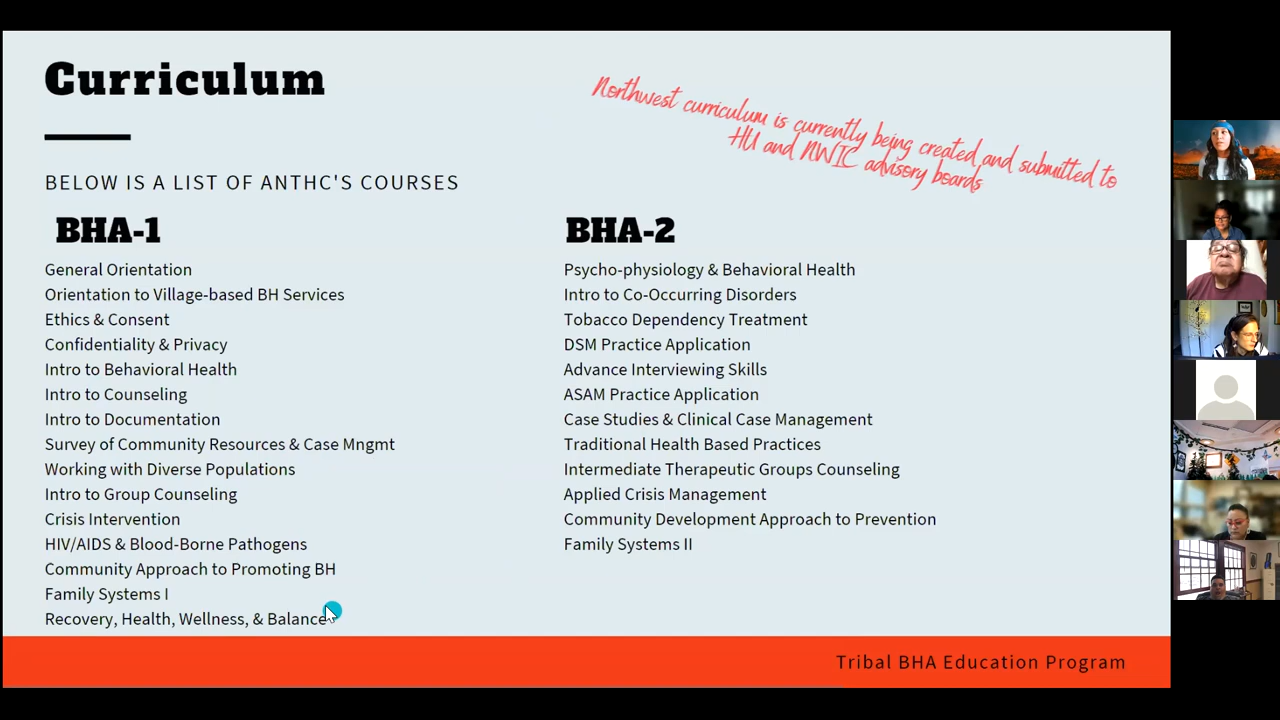 Curriculum
Northwest curriculum is currently being created and submitted to
HU and NWIC advisory boards
BELOW IS A LIST OF ANTHC'S COURSES
BHA-1
General Orientation
Orientation to Village-based BH Services
Ethics & Consent
Confidentiality & Privacy
Intro to Behavioral Health
Intro to Counseling
Intro to Documentation
Survey of Community Resources & Case Mngmt
Working with Diverse Populations
Intro to Group Counseling
Crisis Intervention
HIV/AIDS & Blood-Borne Pathogens
Community Approach to Promoting BH
Family Systems I
Recovery, Health, Wellness, & Balance
BHA-2
Psycho-physiology & Behavioral Health
Intro to Co-Occurring Disorders
Tobacco Dependency Treatment
DSM Practice Application
Advance Interviewing Skills
ASAM Practice Application
Case Studies & Clinical Case Management
Traditional Health Based Practices
Intermediate Therapeutic Groups Counseling
Applied Crisis Management
Community Development Approach to Prevention
Family Systems II
Tribal BHA Education Program